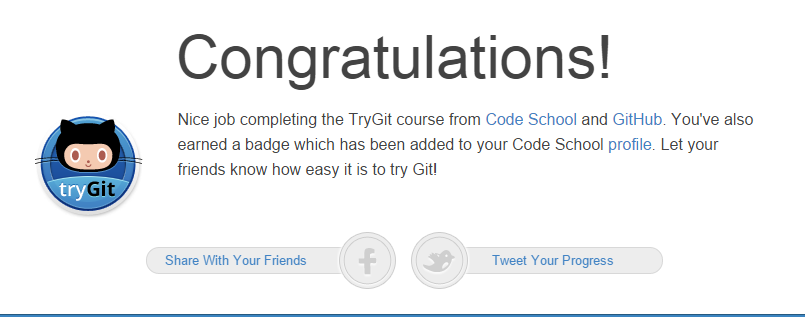 Congratulations!
Nice job completing the TryGit course from Code School and GitHub. You've also
earned a badge which has been added to your Code School profile. Let your
friends know how easy it is to try Git!
tryGit
Share With Your Friends
Tweet Your Progress